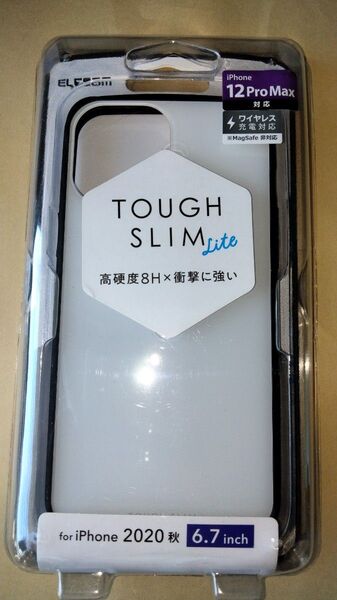 ELECOM
iPhone
12 Pro Max
対応
ワイヤレス
充電対応
※MagSafe 非対応
TOUGH
SLIM Lite
高硬度8H×衝撃に強い
for iPhone 2020 秋 6.7 inch